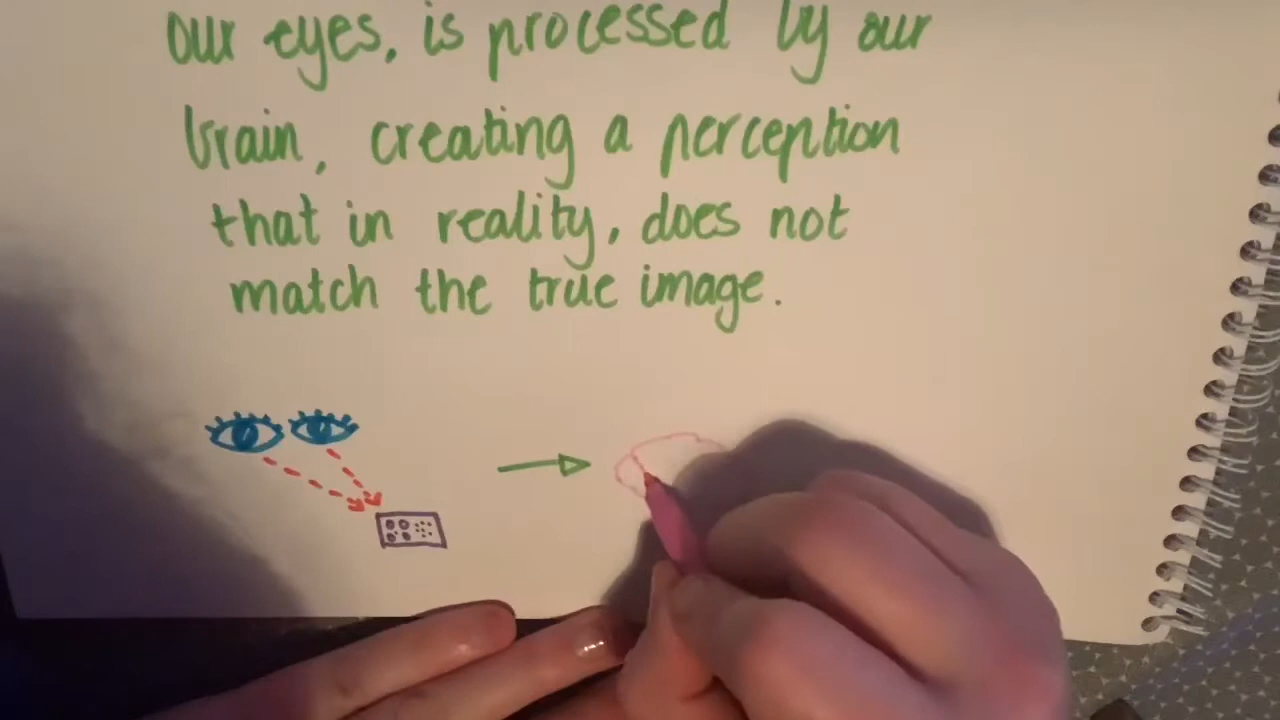 our eyes, is processed by our
brain, creating a perception
that in reality, does not
match the true image.